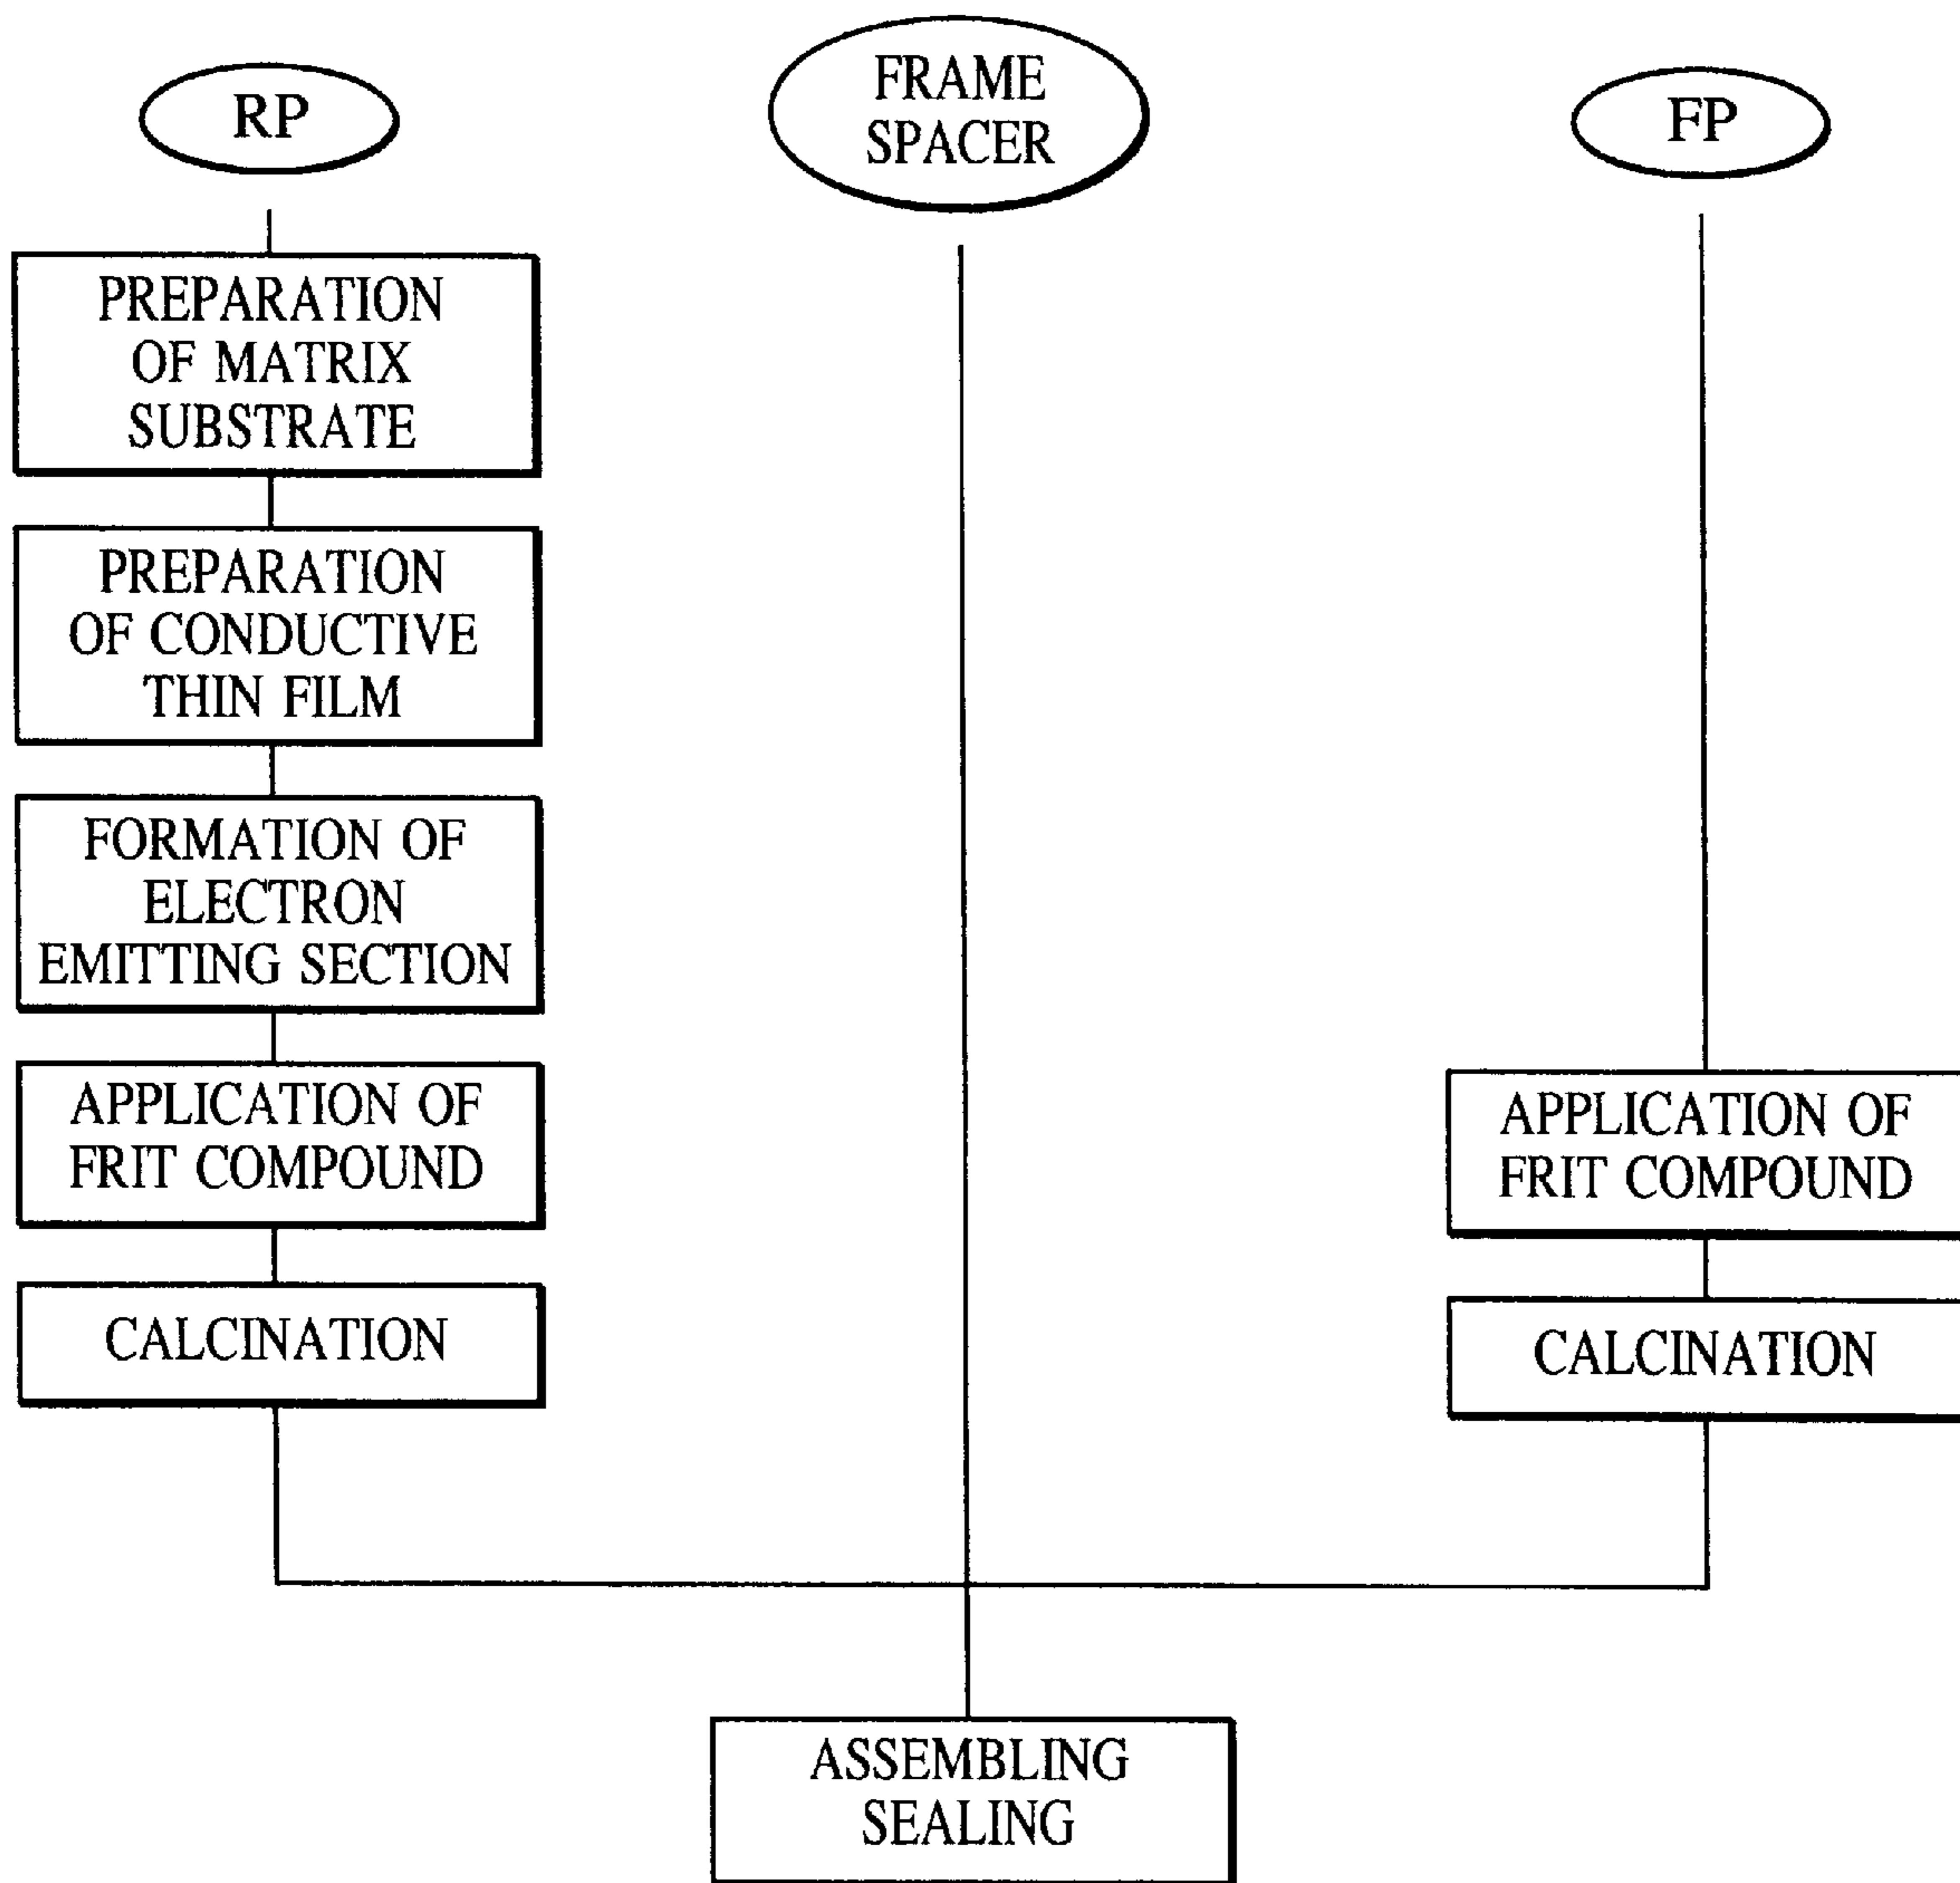 RP
FRAME
SPACER
FP
PREPARATION
OF MATRIX
SUBSTRATE
PREPARATION
OF CONDUCTIVE
THIN FILM
FORMATION OF
ELECTRON
EMITTING SECTION
APPLICATION OF
FRIT COMPOUND
CALCINATION
APPLICATION OF
FRIT COMPOUND
CALCINATION
ASSEMBLING
SEALING